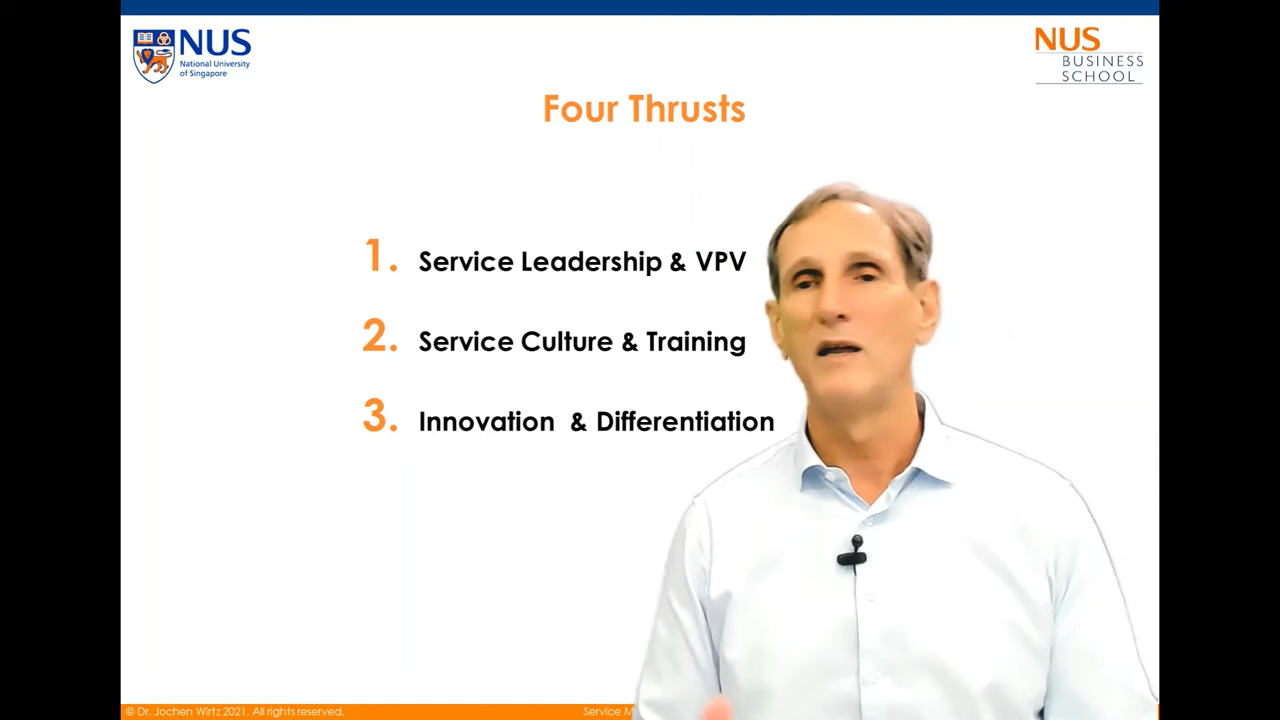 NUS
National University
of Singapore
NUS
BUSINESS
SCHOOL
Four Thrusts
1. Service Leadership & VPV
2. Service Culture & Training
3. Innovation & Differentiation
© Dr. Jochen Wirtz 2021. All rights reserved.
Service